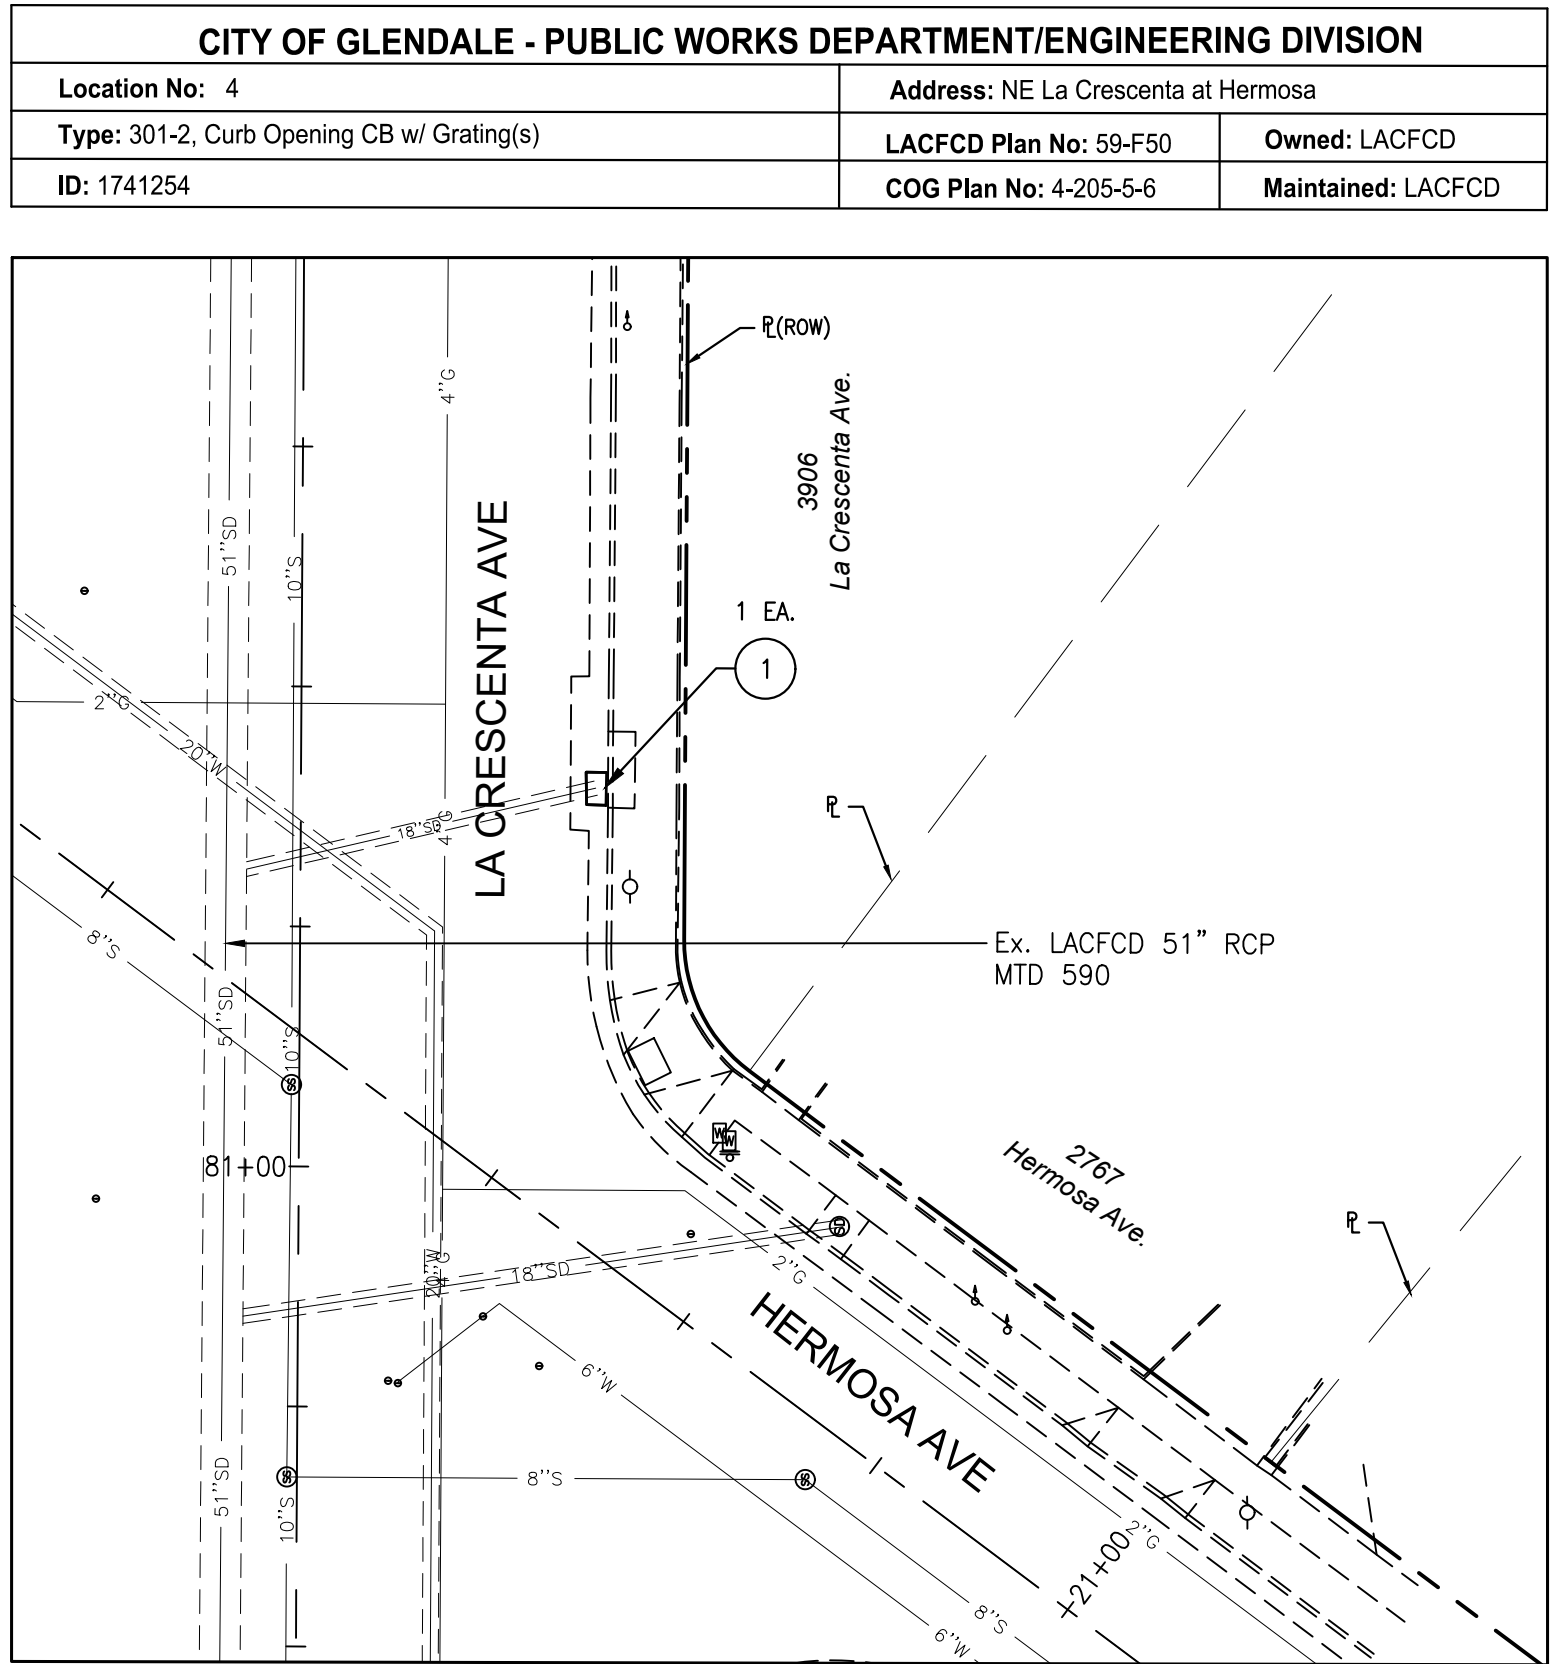 CITY OF GLENDALE - PUBLIC WORKS DEPARTMENT/ENGINEERING DIVISION
Location No: 4
Address: NE La Crescenta at Hermosa
Type: 301-2, Curb Opening CB w/ Grating(s)
LACFCD Plan No: 59-F50
Owned: LACFCD
ID: 1741254
COG Plan No: 4-205-5-6
Maintained: LACFCD
℄(ROW)
4''G
3906
La Crescenta Ave.
51''SD
10''S
LA CRESCENTA AVE
1 EA.
1
2''G
20''W
18''SD
4''G
℄
8''S
Ex. LACFCD 51” RCP
MTD 590
51''SD
10''S
SS
W
W
81+00
2767
Hermosa Ave.
SD
℄
20''W
4''G
18''SD
2''G
HERMOSA AVE
6''W
SS
8''S
SS
51''SD
10''S
2''G
21+00
8''S
6''W